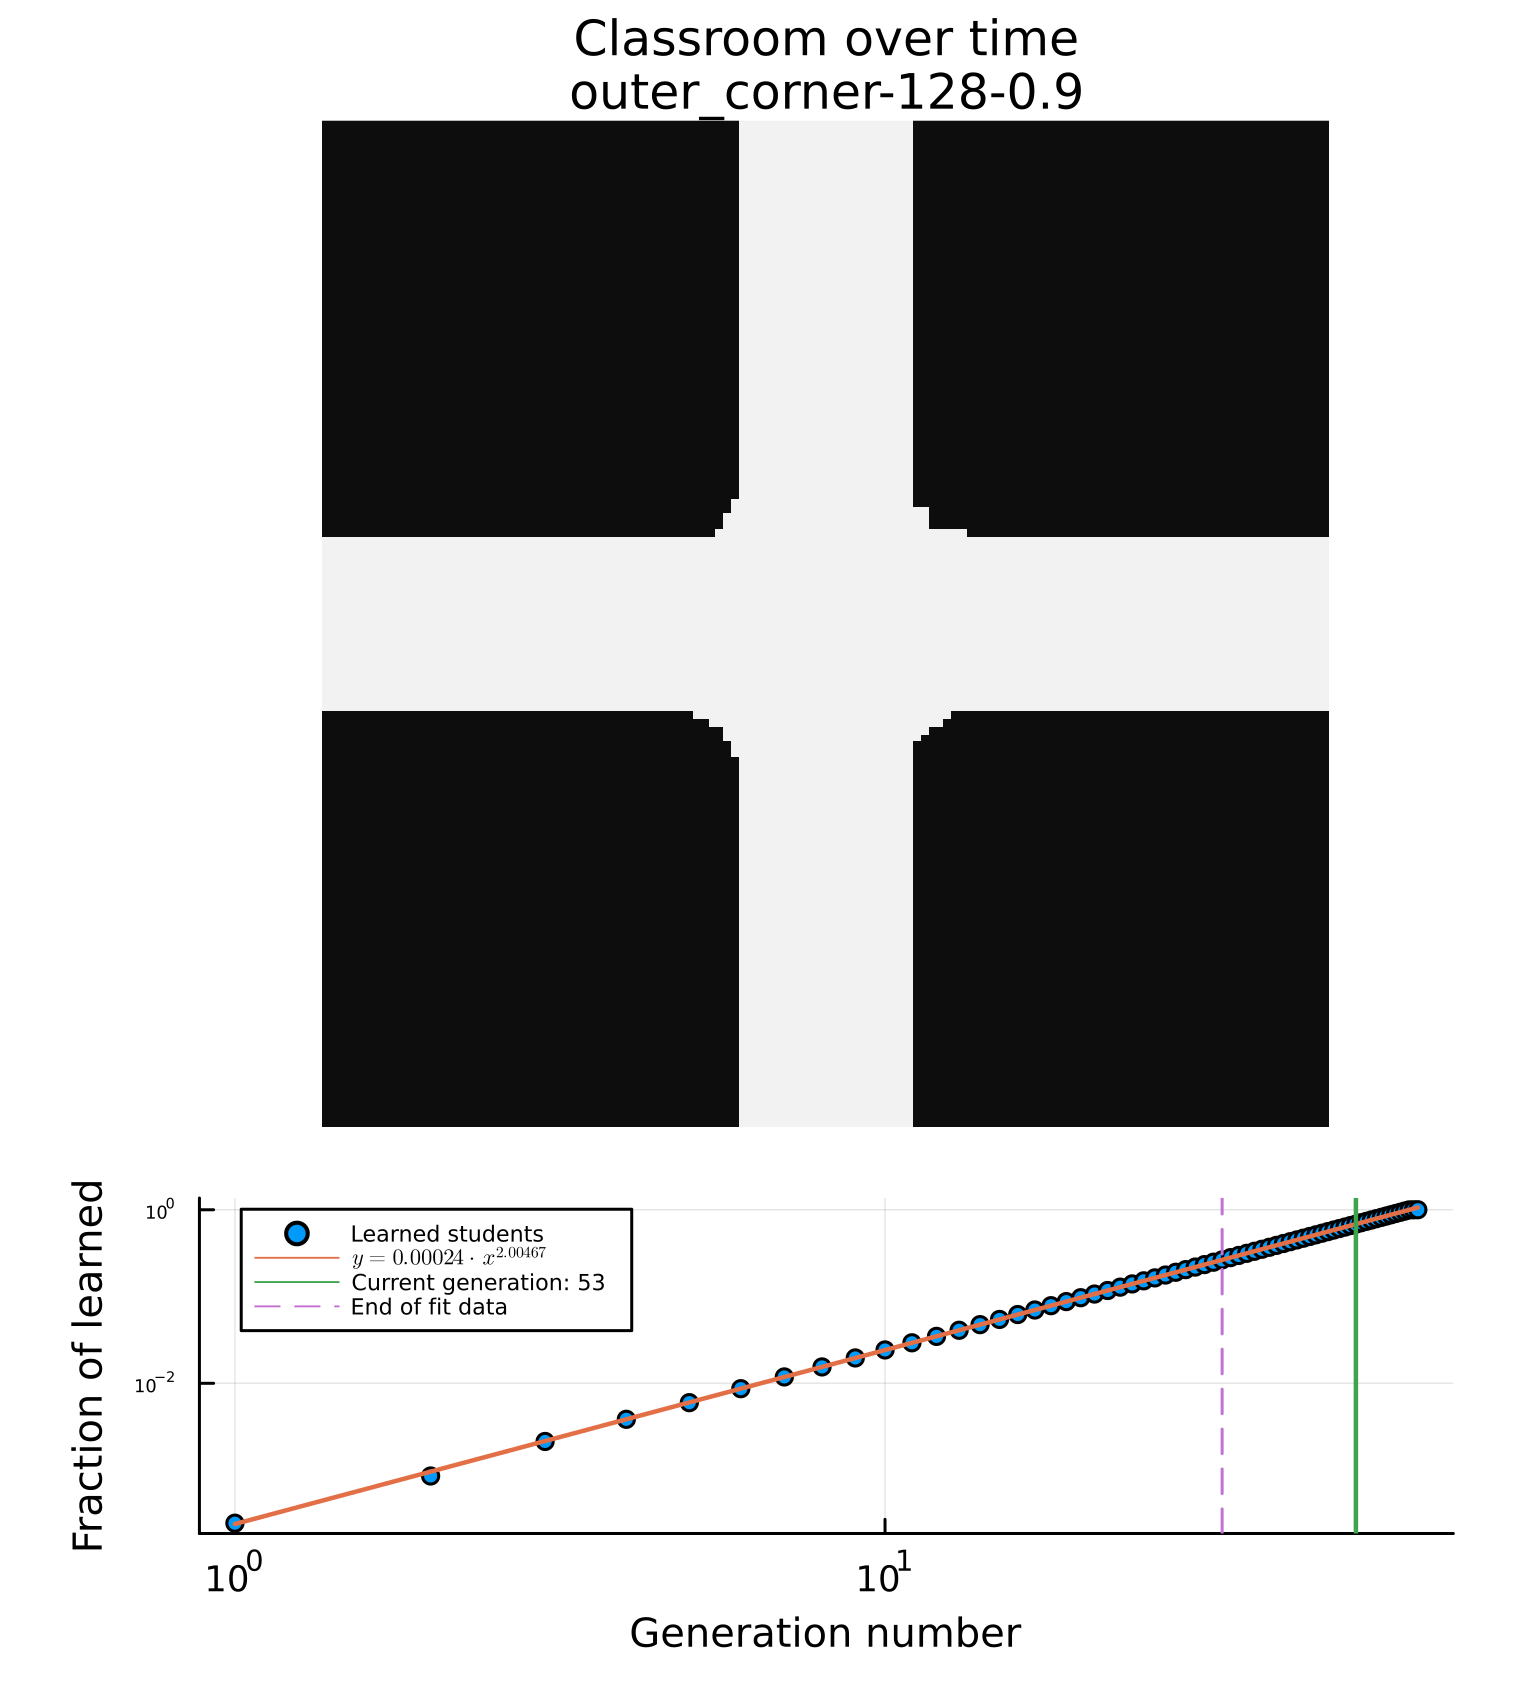 Classroom over time
outer_corner-128-0.9
Fraction of learned
10^0
10^-2
Learned students
y = 0.00024 · x^2.00467
Current generation: 53
End of fit data
10^0
10^1
Generation number